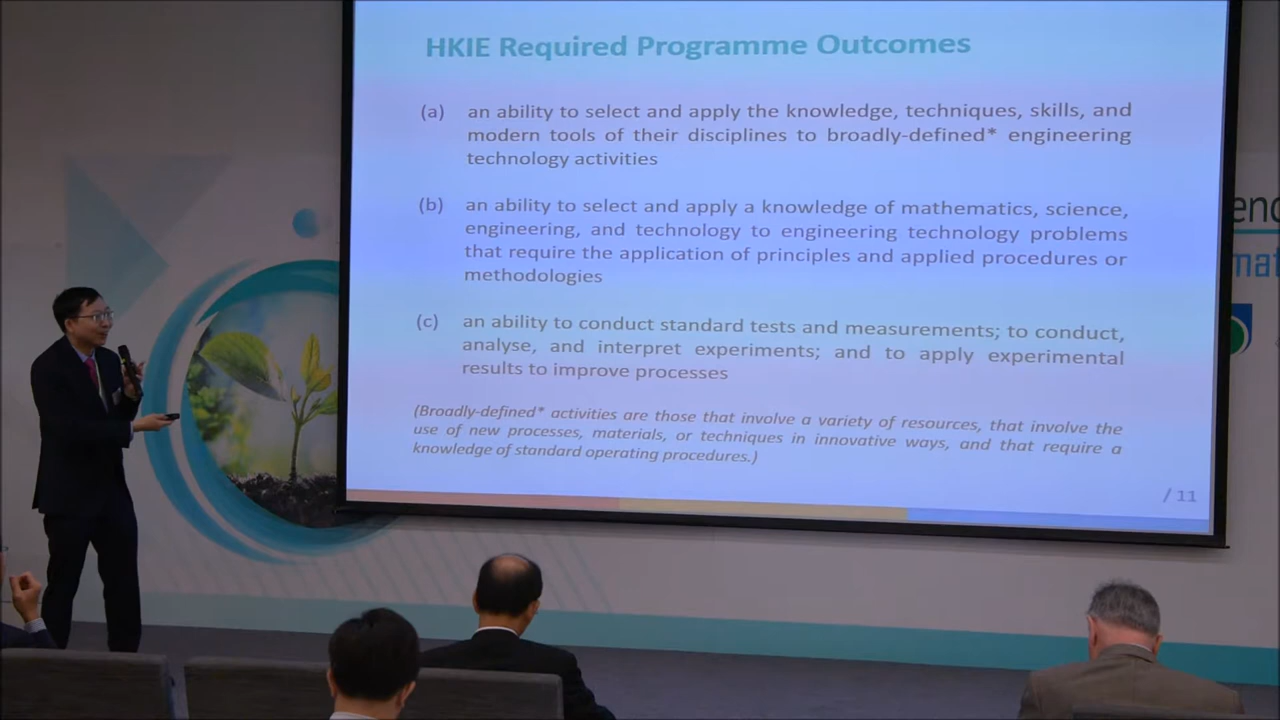 HKIE Required Programme Outcomes
(a) an ability to select and apply the knowledge, techniques, skills, and
modern tools of their disciplines to broadly-defined* engineering
technology activities
(b) an ability to select and apply a knowledge of mathematics, science,
engineering, and technology to engineering technology problems
that require the application of principles and applied procedures or
methodologies
(c) an ability to conduct standard tests and measurements; to conduct,
analyse, and interpret experiments; and to apply experimental
results to improve processes
(Broadly-defined* activities are those that involve a variety of resources, that involve the
use of new processes, materials, or techniques in innovative ways, and that require a
knowledge of standard operating procedures.)
/ 11